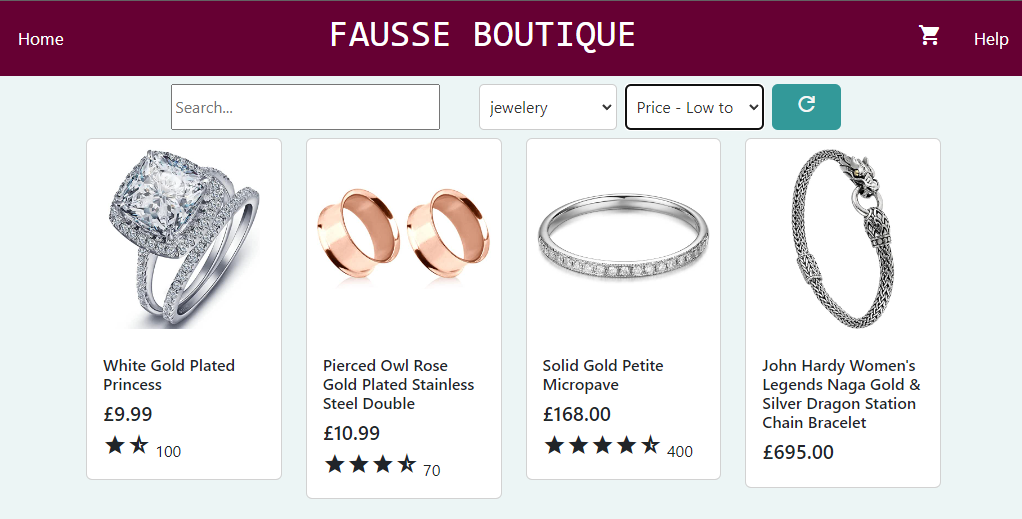 Home
FAUSSE BOUTIQUE
Help
Search...
jewelery
Price - Low to
White Gold Plated
Princess
£9.99
100
Pierced Owl Rose
Gold Plated Stainless
Steel Double
£10.99
70
Solid Gold Petite
Micropave
£168.00
400
John Hardy Women's
Legends Naga Gold &
Silver Dragon Station
Chain Bracelet
£695.00